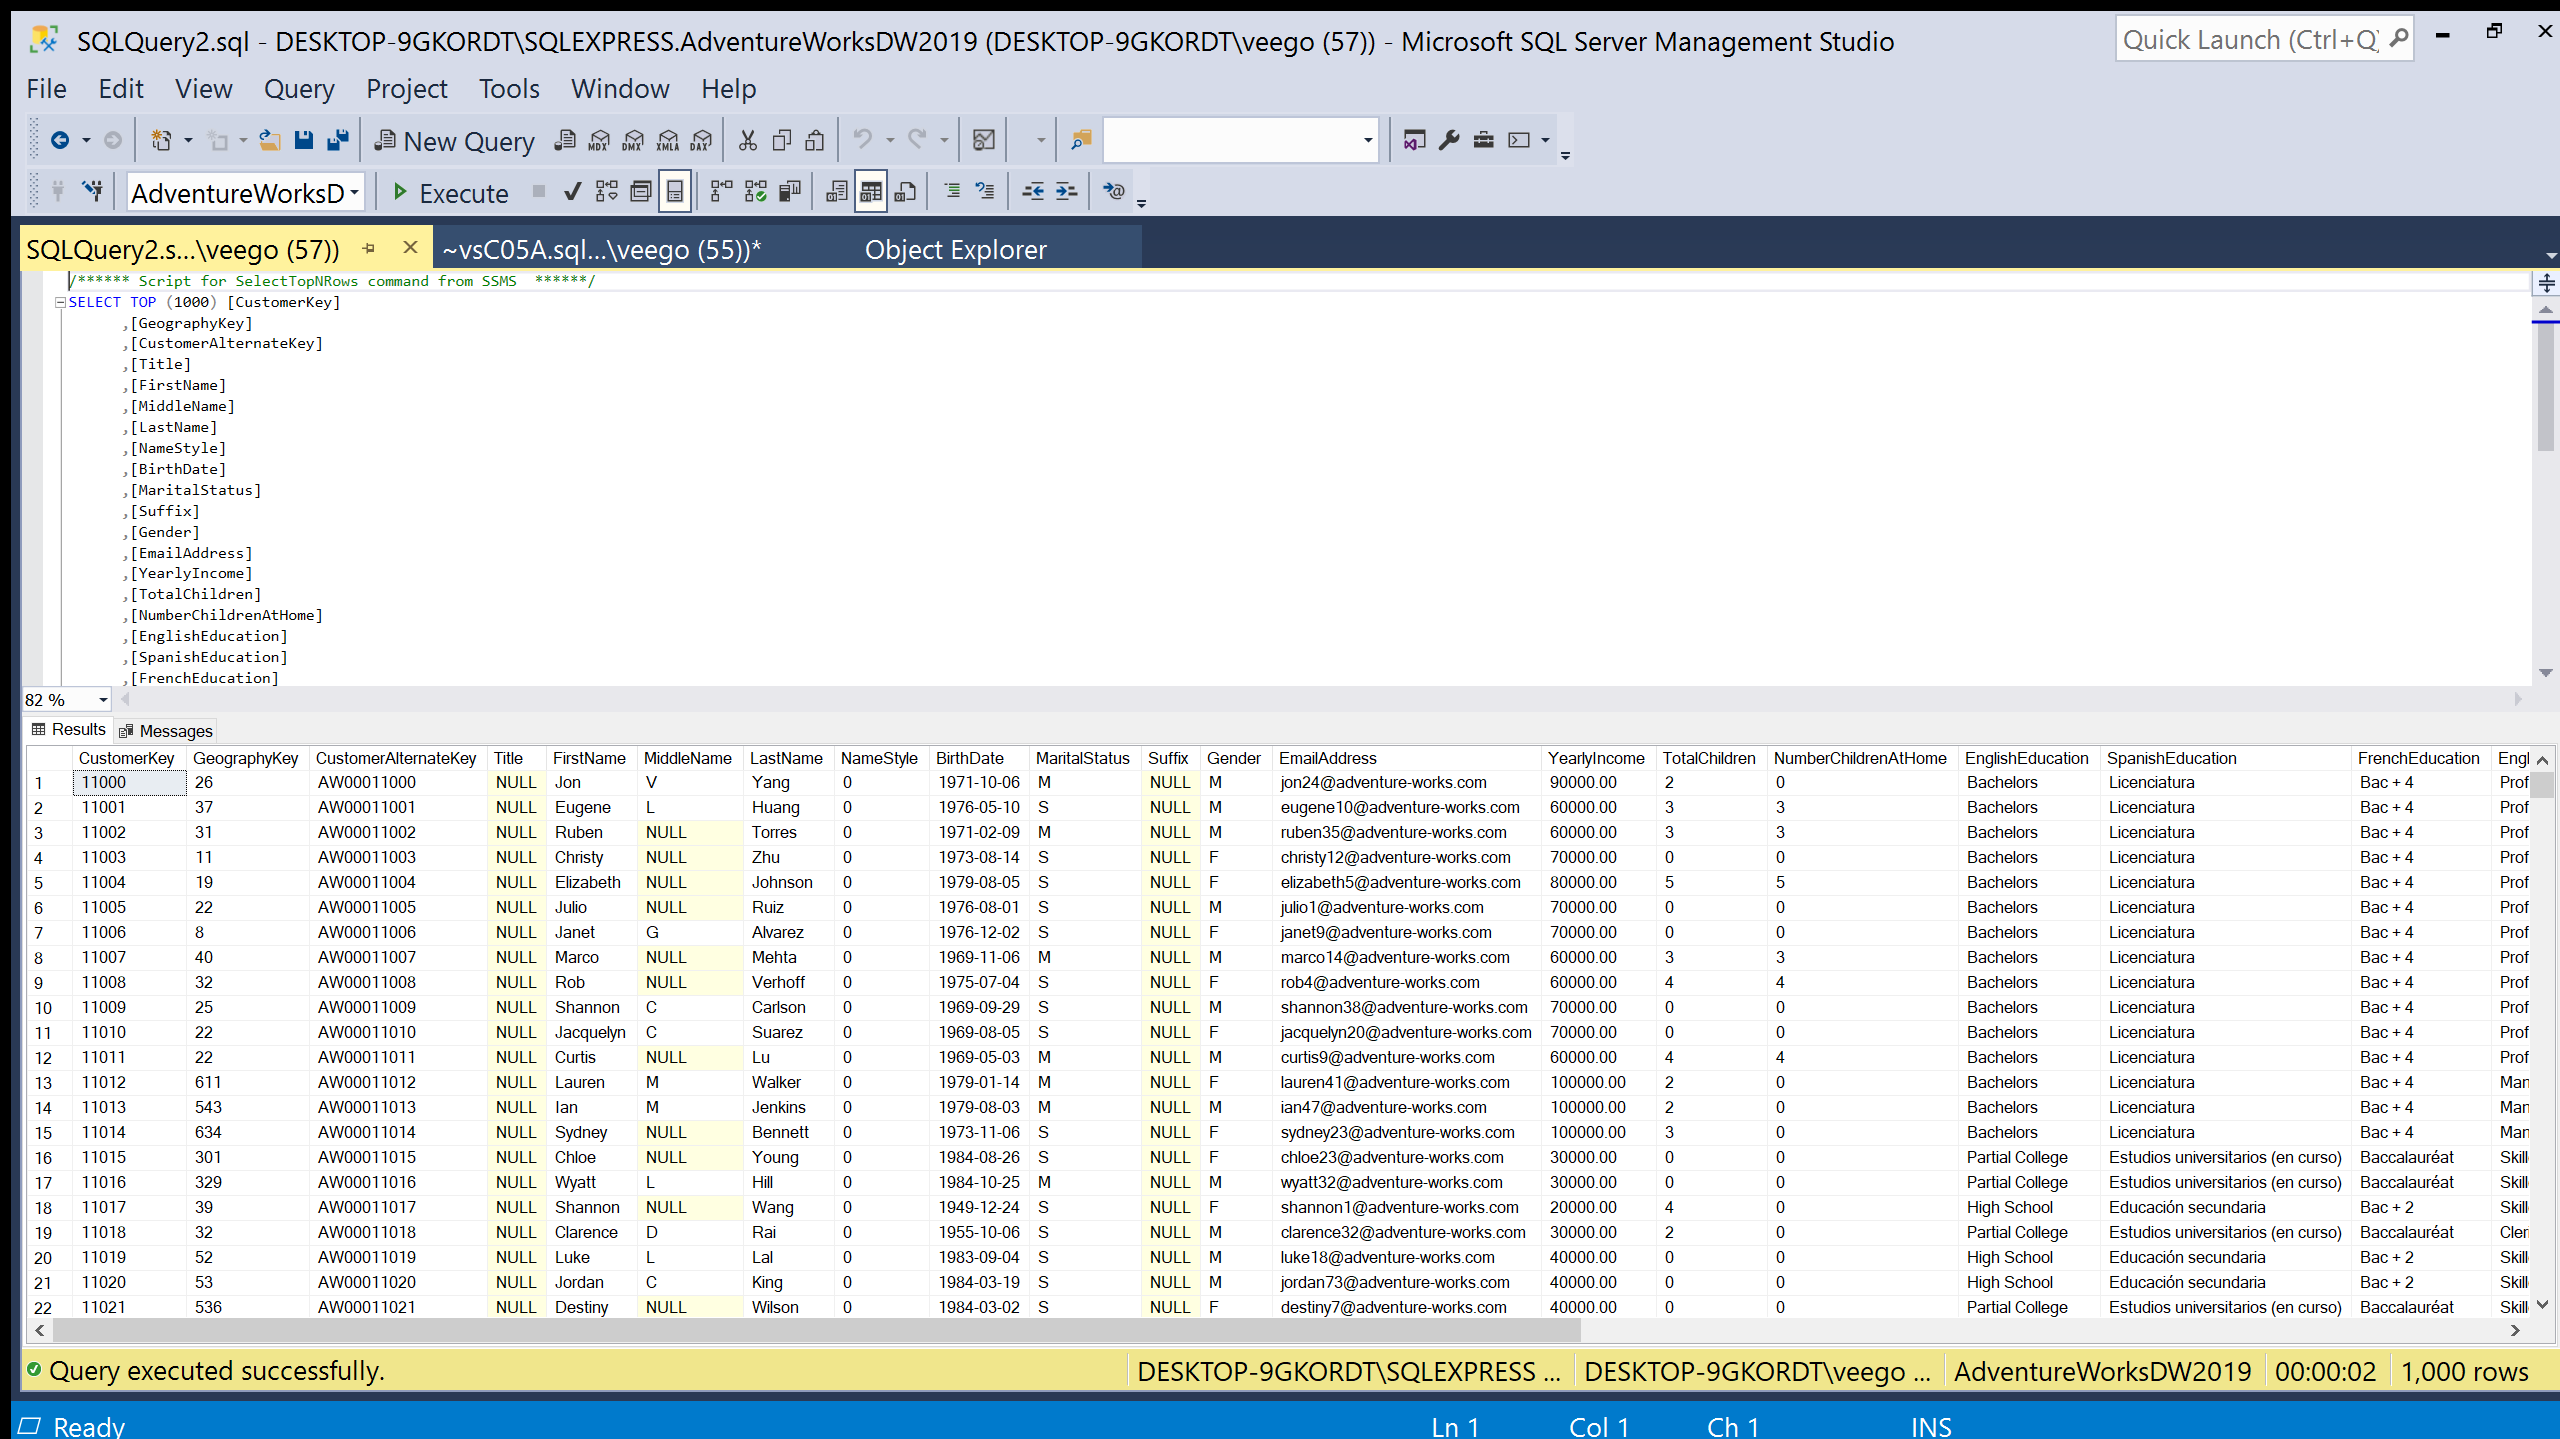 SQLQuery2.sql - DESKTOP-9GKORDT\SQLEXPRESS.AdventureWorksDW2019 (DESKTOP-9GKORDT\veego (57)) - Microsoft SQL Server Management Studio
Quick Launch (Ctrl+Q)
File Edit View Query Project Tools Window Help
New Query MDX DMX XMLA DAX
AdventureWorksD Execute
SQLQuery2.s...\veego (57)) ~vsC05A.sql...\veego (55))* Object Explorer
/****** Script for SelectTopNRows command from SSMS ******/
SELECT TOP (1000) [CustomerKey]
,[GeographyKey]
,[CustomerAlternateKey]
,[Title]
,[FirstName]
,[MiddleName]
,[LastName]
,[NameStyle]
,[BirthDate]
,[MaritalStatus]
,[Suffix]
,[Gender]
,[EmailAddress]
,[YearlyIncome]
,[TotalChildren]
,[NumberChildrenAtHome]
,[EnglishEducation]
,[SpanishEducation]
,[FrenchEducation]
82 %
Results Messages
CustomerKey GeographyKey CustomerAlternateKey Title FirstName MiddleName LastName NameStyle BirthDate MaritalStatus Suffix Gender EmailAddress YearlyIncome TotalChildren NumberChildrenAtHome EnglishEducation SpanishEducation FrenchEducation Engl
1 11000 26 AW00011000 NULL Jon V Yang 0 1971-10-06 M NULL M jon24@adventure-works.com 90000.00 2 0 Bachelors Licenciatura Bac + 4 Prof
2 11001 37 AW00011001 NULL Eugene L Huang 0 1976-05-10 S NULL M eugene10@adventure-works.com 60000.00 3 3 Bachelors Licenciatura Bac + 4 Prof
3 11002 31 AW00011002 NULL Ruben NULL Torres 0 1971-02-09 M NULL M ruben35@adventure-works.com 60000.00 3 3 Bachelors Licenciatura Bac + 4 Prof
4 11003 11 AW00011003 NULL Christy NULL Zhu 0 1973-08-14 S NULL F christy12@adventure-works.com 70000.00 0 0 Bachelors Licenciatura Bac + 4 Prof
5 11004 19 AW00011004 NULL Elizabeth NULL Johnson 0 1979-08-05 S NULL F elizabeth5@adventure-works.com 80000.00 5 5 Bachelors Licenciatura Bac + 4 Prof
6 11005 22 AW00011005 NULL Julio NULL Ruiz 0 1976-08-01 S NULL M julio1@adventure-works.com 70000.00 0 0 Bachelors Licenciatura Bac + 4 Prof
7 11006 8 AW00011006 NULL Janet G Alvarez 0 1976-12-02 S NULL F janet9@adventure-works.com 70000.00 0 0 Bachelors Licenciatura Bac + 4 Prof
8 11007 40 AW00011007 NULL Marco NULL Mehta 0 1969-11-06 M NULL M marco14@adventure-works.com 60000.00 3 3 Bachelors Licenciatura Bac + 4 Prof
9 11008 32 AW00011008 NULL Rob NULL Verhoff 0 1975-07-04 S NULL F rob4@adventure-works.com 60000.00 4 4 Bachelors Licenciatura Bac + 4 Prof
10 11009 25 AW00011009 NULL Shannon C Carlson 0 1969-09-29 S NULL M shannon38@adventure-works.com 70000.00 0 0 Bachelors Licenciatura Bac + 4 Prof
11 11010 22 AW00011010 NULL Jacquelyn C Suarez 0 1969-08-05 S NULL F jacquelyn20@adventure-works.com 70000.00 0 0 Bachelors Licenciatura Bac + 4 Prof
12 11011 22 AW00011011 NULL Curtis NULL Lu 0 1969-05-03 M NULL M curtis9@adventure-works.com 60000.00 4 4 Bachelors Licenciatura Bac + 4 Prof
13 11012 611 AW00011012 NULL Lauren M Walker 0 1979-01-14 M NULL F lauren41@adventure-works.com 100000.00 2 0 Bachelors Licenciatura Bac + 4 Man
14 11013 543 AW00011013 NULL Ian M Jenkins 0 1979-08-03 M NULL M ian47@adventure-works.com 100000.00 2 0 Bachelors Licenciatura Bac + 4 Man
15 11014 634 AW00011014 NULL Sydney NULL Bennett 0 1973-11-06 S NULL F sydney23@adventure-works.com 100000.00 3 0 Bachelors Licenciatura Bac + 4 Man
16 11015 301 AW00011015 NULL Chloe NULL Young 0 1984-08-26 S NULL F chloe23@adventure-works.com 30000.00 0 0 Partial College Estudios universitarios (en curso) Baccalauréat Skill
17 11016 329 AW00011016 NULL Wyatt L Hill 0 1984-10-25 M NULL M wyatt32@adventure-works.com 30000.00 0 0 Partial College Estudios universitarios (en curso) Baccalauréat Skill
18 11017 39 AW00011017 NULL Shannon NULL Wang 0 1949-12-24 S NULL F shannon1@adventure-works.com 20000.00 4 0 High School Educación secundaria Bac + 2 Skill
19 11018 32 AW00011018 NULL Clarence D Rai 0 1955-10-06 S NULL M clarence32@adventure-works.com 30000.00 2 0 Partial College Estudios universitarios (en curso) Baccalauréat Cler
20 11019 52 AW00011019 NULL Luke L Lal 0 1983-09-04 S NULL M luke18@adventure-works.com 40000.00 0 0 High School Educación secundaria Bac + 2 Skill
21 11020 53 AW00011020 NULL Jordan C King 0 1984-03-19 S NULL M jordan73@adventure-works.com 40000.00 0 0 High School Educación secundaria Bac + 2 Skill
22 11021 536 AW00011021 NULL Destiny NULL Wilson 0 1984-03-02 S NULL F destiny7@adventure-works.com 40000.00 0 0 Partial College Estudios universitarios (en curso) Baccalauréat Skill
Query executed successfully. DESKTOP-9GKORDT\SQLEXPRESS ... DESKTOP-9GKORDT\veego ... AdventureWorksDW2019 00:00:02 1,000 rows
Ready Ln 1 Col 1 Ch 1 INS